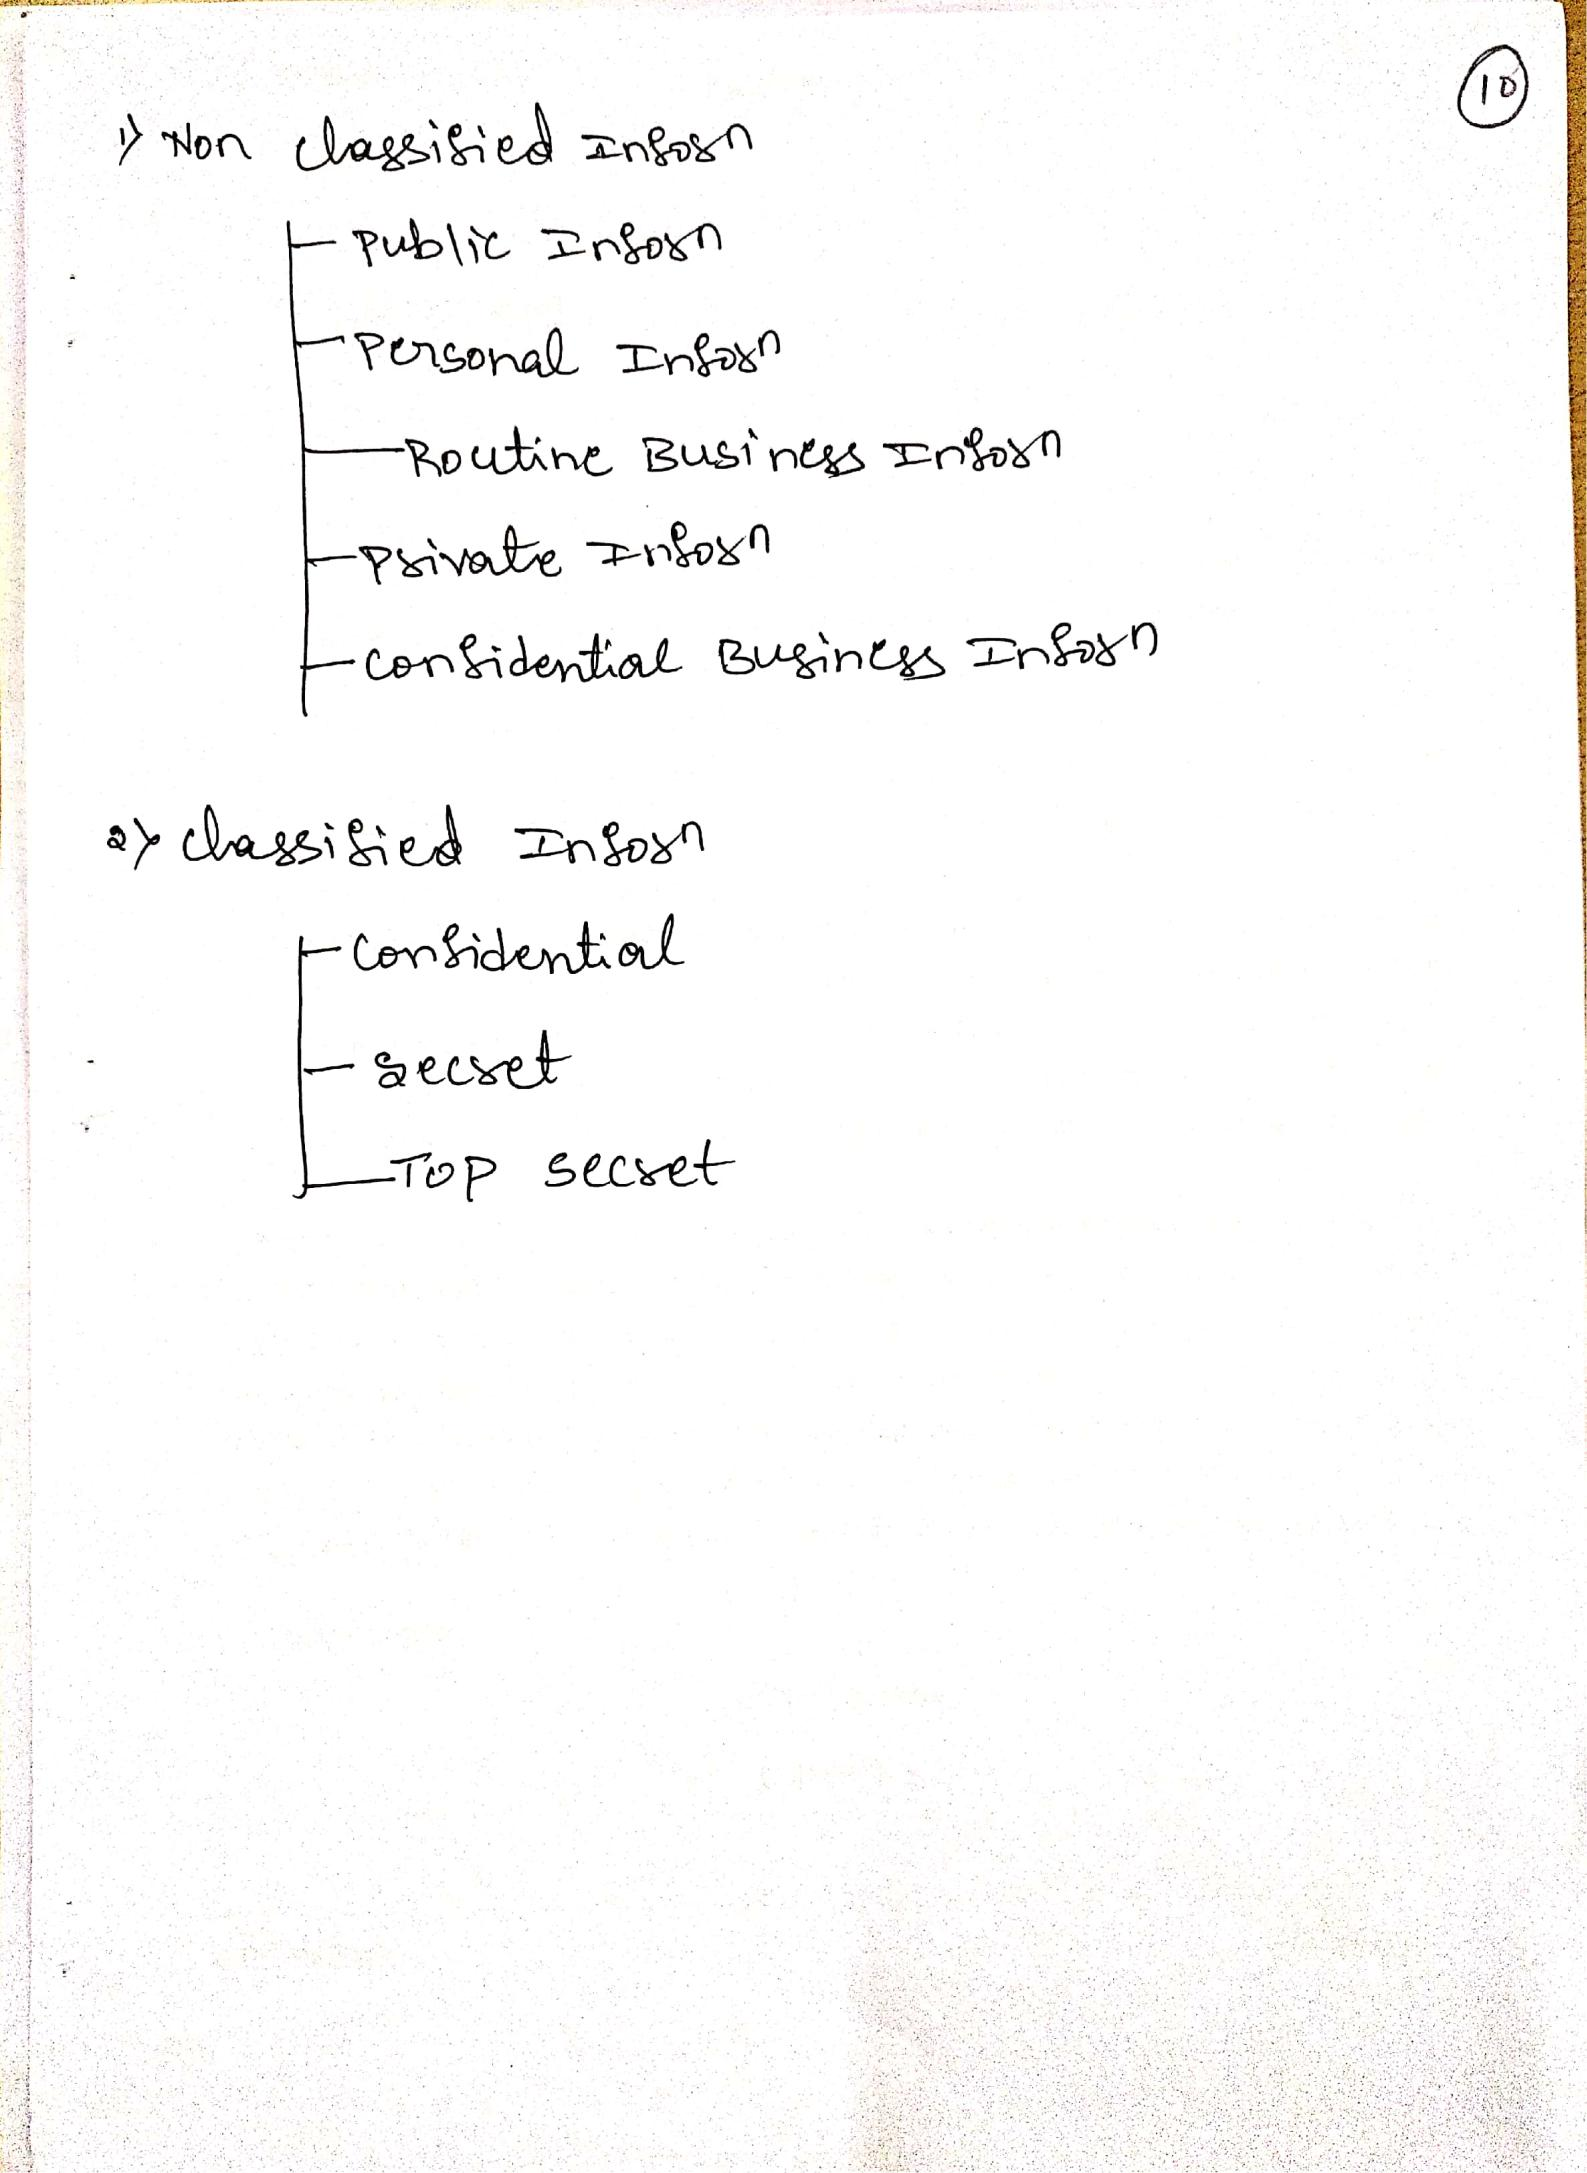 10
1) Non classified Inforn
Public Inforn
Personal Inforn
Routine Business Inforn
Private Inforn
Confidential Business Inforn
2) classified Inforn
Confidential
Secret
Top secret